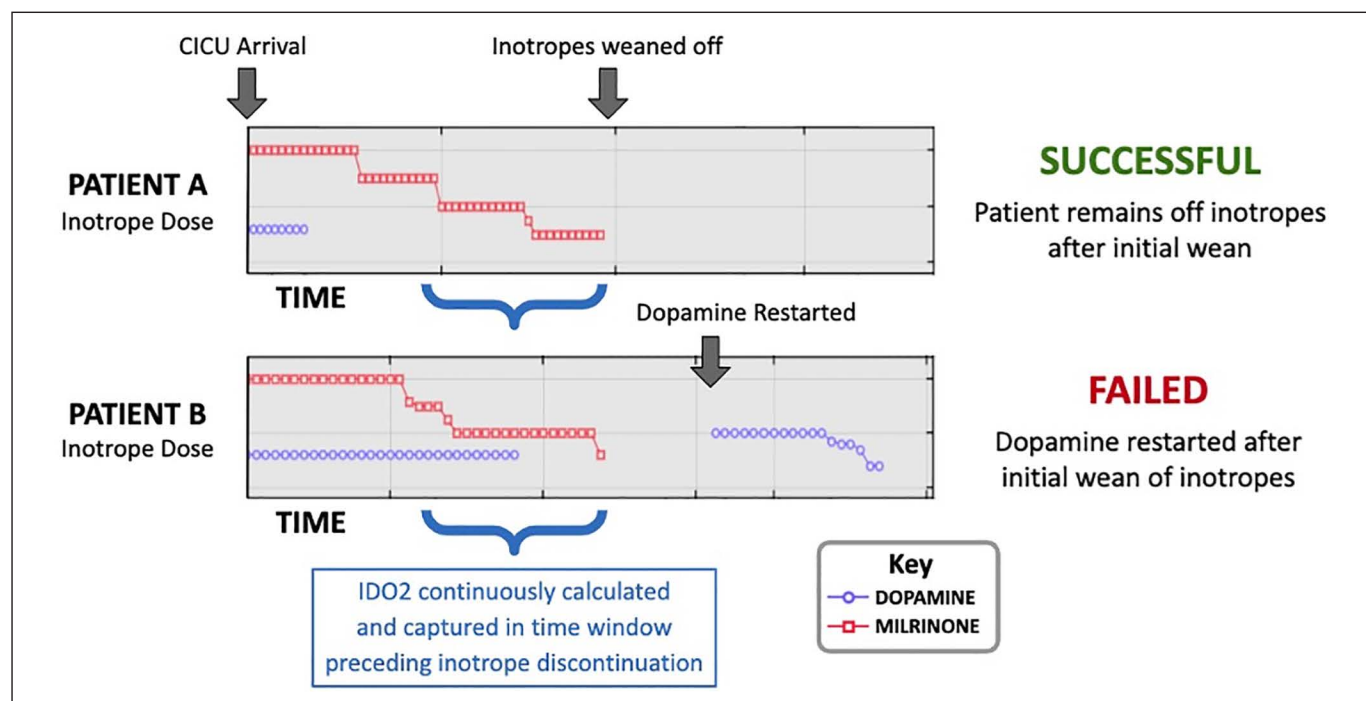 CICU Arrival
Inotropes weaned off
PATIENT A
Inotrope Dose
SUCCESSFUL
Patient remains off inotropes
after initial wean
TIME
Dopamine Restarted
PATIENT B
Inotrope Dose
FAILED
Dopamine restarted after
initial wean of inotropes
TIME
IDO2 continuously calculated
and captured in time window
preceding inotrope discontinuation
Key
DOPAMINE
MILRINONE